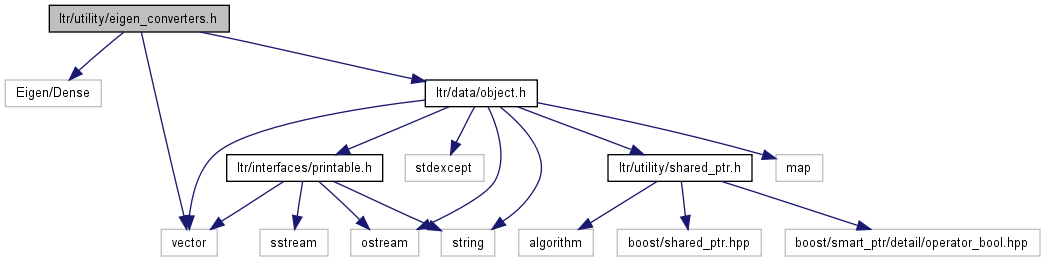 ltr/utility/eigen_converters.h
Eigen/Dense
ltr/data/object.h
ltr/interfaces/printable.h
stdexcept
ltr/utility/shared_ptr.h
map
vector
sstream
ostream
string
algorithm
boost/shared_ptr.hpp
boost/smart_ptr/detail/operator_bool.hpp